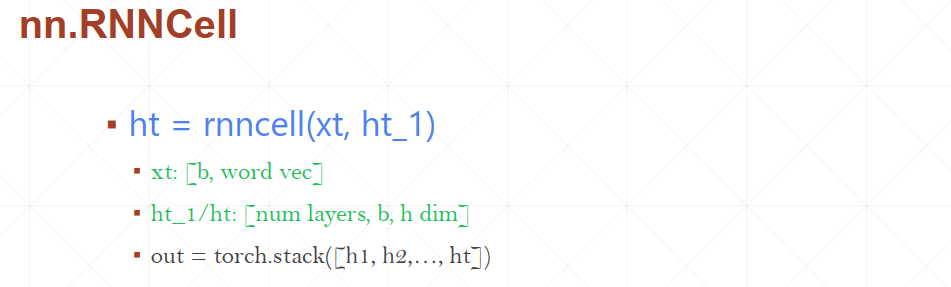 nn.RNNCell
▪ ht = rnncell(xt, ht_1)
▪ xt: [b, word vec]
▪ ht_1/ht: [num layers, b, h dim]
▪ out = torch.stack([h1, h2,…, ht])